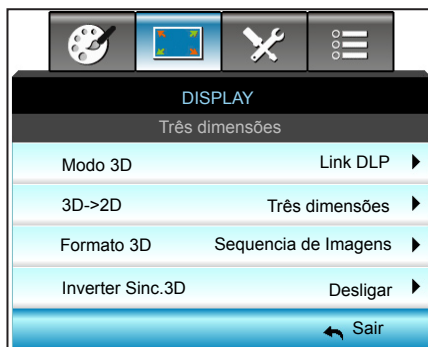 DISPLAY
Três dimensões
Modo 3D Link DLP
3D->2D Três dimensões
Formato 3D Sequencia de Imagens
Inverter Sinc.3D Desligar
Sair